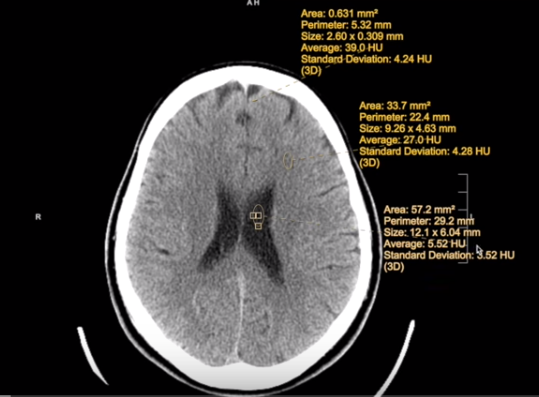 A H
Area: 0.631 mm²
Perimeter: 5.32 mm
Size: 2.60 x 0.309 mm
Average: 39.0 HU
Standard Deviation: 4.24 HU
(3D)
Area: 33.7 mm²
Perimeter: 22.4 mm
Size: 9.26 x 4.63 mm
Average: 27.0 HU
Standard Deviation: 4.28 HU
(3D)
R
Area: 57.2 mm²
Perimeter: 29.2 mm
Size: 12.1 x 6.04 mm
Average: 5.52 HU
Standard Deviation: 3.52 HU
(3D)